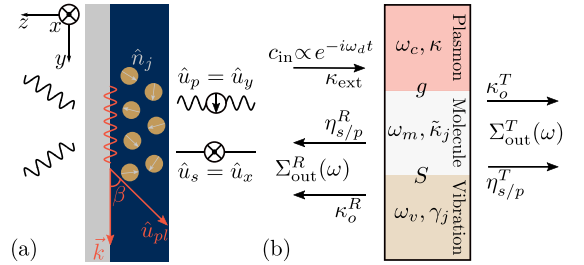 z x
y
n̂_j
û_p = û_y
û_s = û_x
β
k⃗
û_pl
(a)
(b)
c_in ∝ e^{-iω_d t}
κ_ext
η^R_{s/p}
Σ^R_out(ω)
κ^R_o
ω_c, κ
Plasmon
g
ω_m, κ̃_j
Molecule
S
ω_v, γ_j
Vibration
κ^T_o
Σ^T_out(ω)
η^T_{s/p}